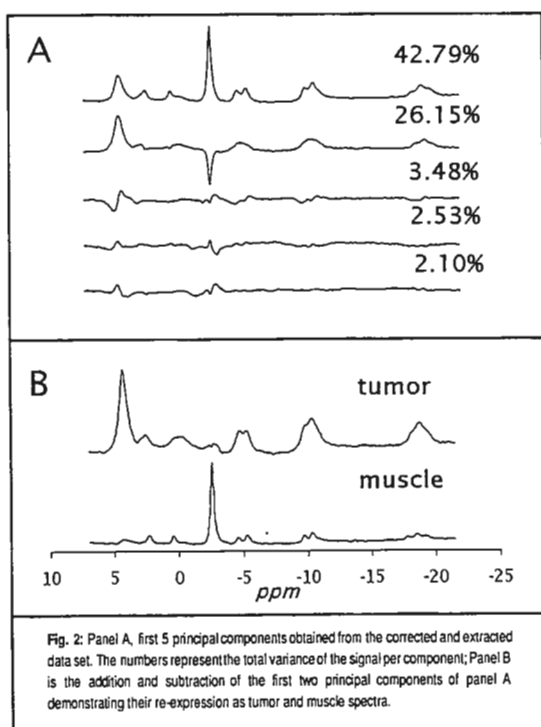 A
42.79%
26.15%
3.48%
2.53%
2.10%
B
tumor
muscle
10 5 0 -5 -10 -15 -20 -25
ppm
Fig. 2: Panel A, first 5 principal components obtained from the corrected and extracted
data set. The numbers represent the total variance of the signal per component; Panel B
is the addition and subtraction of the first two principal components of panel A
demonstrating their re-expression as tumor and muscle spectra.